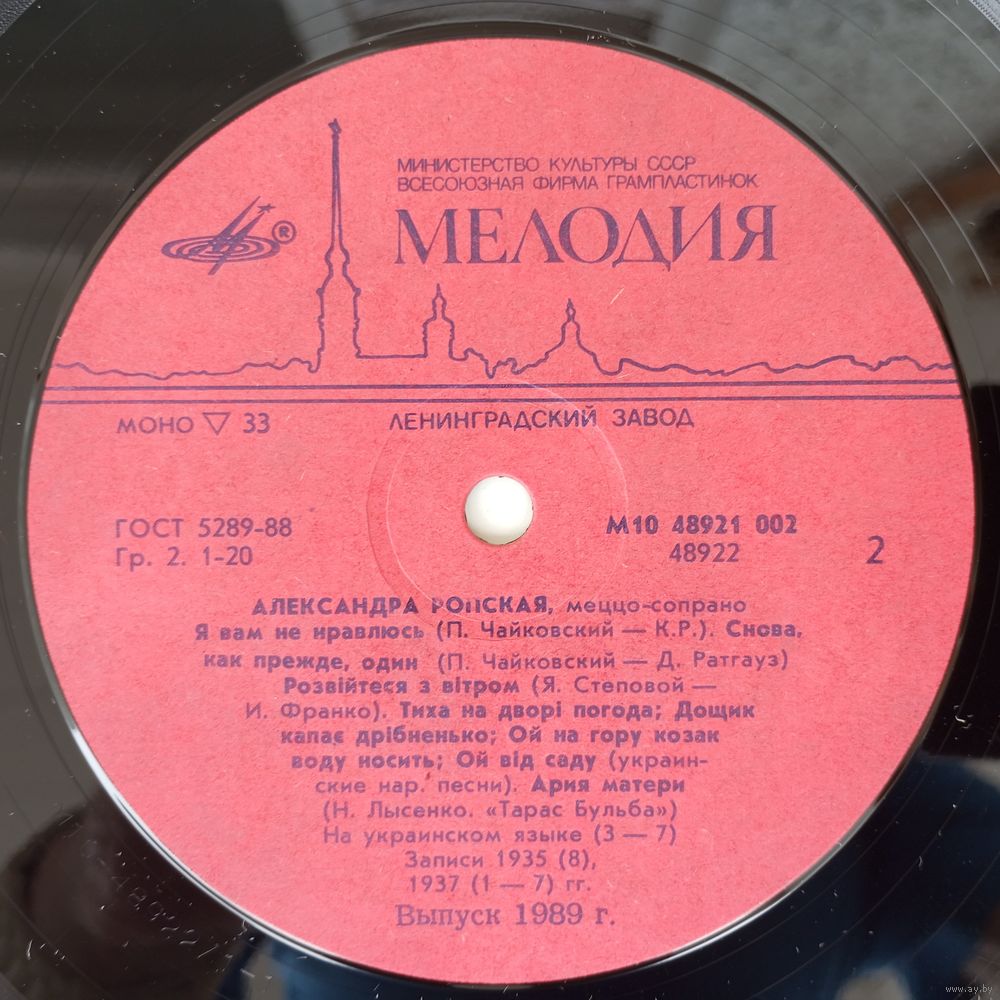 МИНИСТЕРСТВО КУЛЬТУРЫ СССР
ВСЕСОЮЗНАЯ ФИРМА ГРАМПЛАСТИНОК
МЕЛОДИЯ
®
МОНО ▽ 33 ЛЕНИНГРАДСКИЙ ЗАВОД
ГОСТ 5289-88 М10 48921 002
Гр. 2. 1-20 48922 2
АЛЕКСАНДРА РОПСКАЯ, меццо-сопрано
Я вам не нравлюсь (П. Чайковский — К.Р.). Снова,
как прежде, один (П. Чайковский — Д. Ратгауз)
Розвійтеся з вітром (Я. Степовой —
И. Франко). Тиха на дворі погода; Дощик
капає дрібненько; Ой на гору козак
воду носить; Ой від саду (украин-
ские нар. песни). Ария матери
(Н. Лысенко. «Тарас Бульба»)
На украинском языке (3 — 7)
Записи 1935 (8),
1937 (1 — 7) гг.
Выпуск 1989 г.
www.ay.by